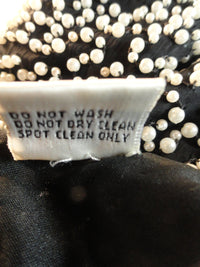 DO NOT WASH
DO NOT DRY CLEAN
SPOT CLEAN ONLY